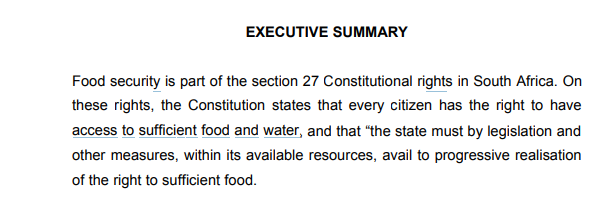 EXECUTIVE SUMMARY
Food security is part of the section 27 Constitutional rights in South Africa. On
these rights, the Constitution states that every citizen has the right to have
access to sufficient food and water, and that “the state must by legislation and
other measures, within its available resources, avail to progressive realisation
of the right to sufficient food.